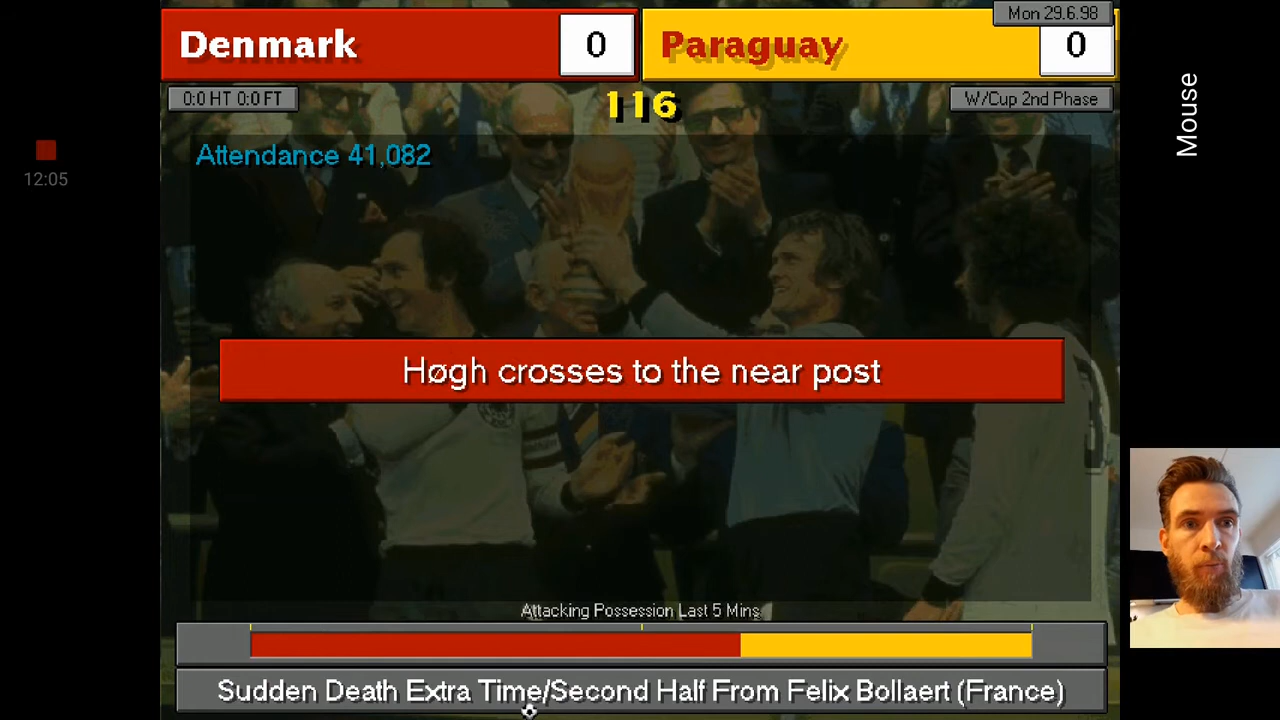 Mon 29.6.98
Denmark 0 Paraguay 0
0:0 HT 0:0 FT
116
W/Cup 2nd Phase
Attendance 41,082
12:05
Mouse
Høgh crosses to the near post
Attacking Possession Last 5 Mins
Sudden Death Extra Time/Second Half From Felix Bollaert (France)